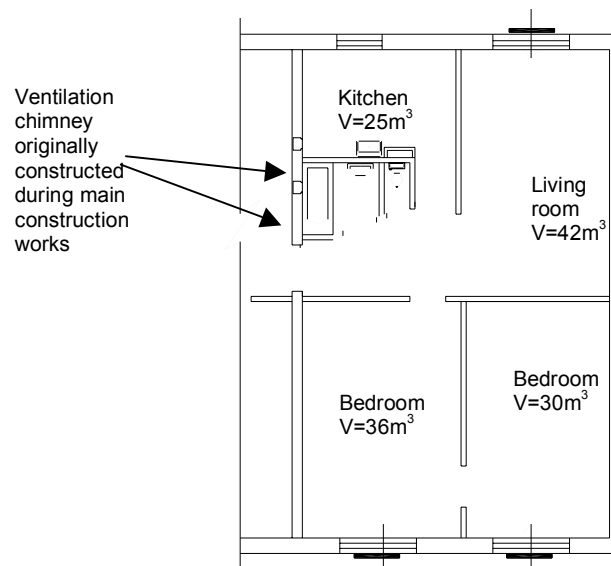 Ventilation
chimney
originally
constructed
during main
construction
works
Kitchen
V=25m³
Living
room
V=42m³
Bedroom
V=36m³
Bedroom
V=30m³